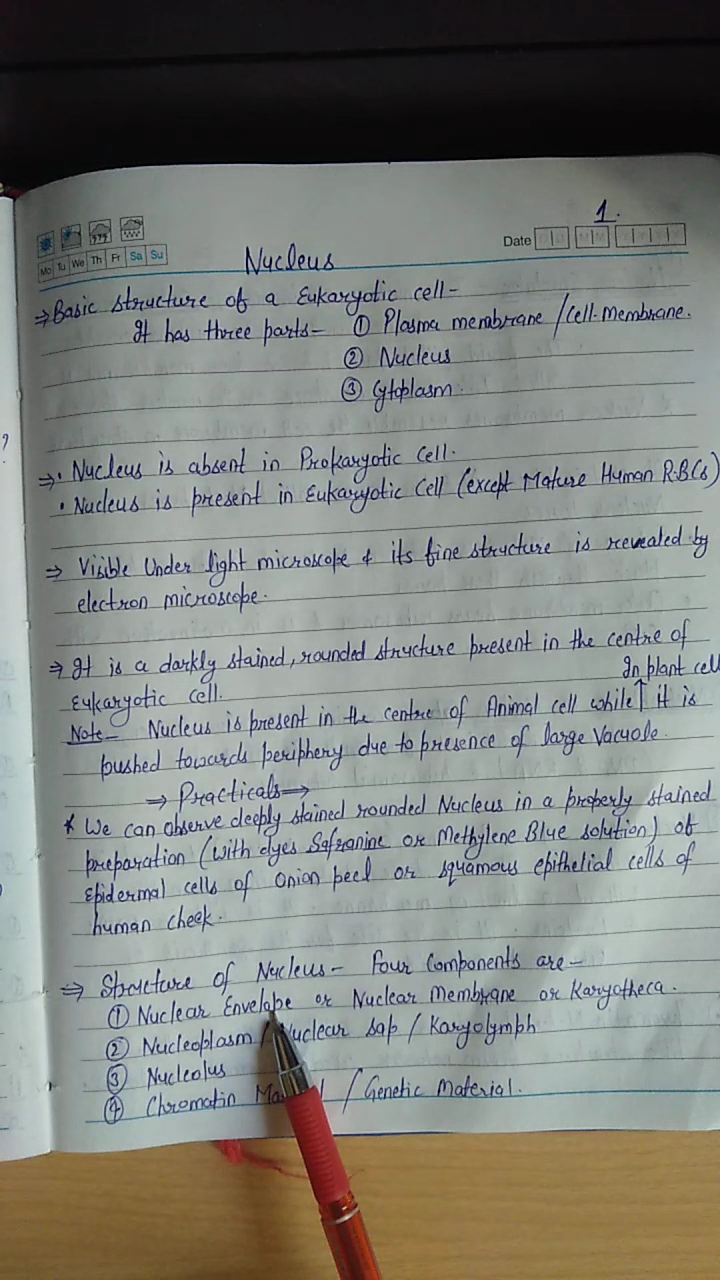 1.
Date
Mo Tu We Th Fr Sa Su
Nucleus
⇒ Basic structure of a Eukaryotic cell-
It has three parts- ① Plasma membrane / Cell-Membrane.
② Nucleus
③ Cytoplasm.
⇒ • Nucleus is absent in Prokaryotic Cell.
• Nucleus is present in Eukaryotic Cell (except Mature Human R.B.Cs)
⇒ Visible Under light microscope & its fine structure is revealed by
electron microscope.
⇒ It is a darkly stained, rounded structure present in the centre of
Eukaryotic cell.
In plant cell
Note- Nucleus is present in the centre of Animal cell while ↑ it is
pushed towards periphery due to presence of large Vacuole.
⇒ Practicals ⇒
* We can observe deeply stained rounded Nucleus in a properly stained
preparation (with dyes Safranine or Methylene Blue solution) of
Epidermal cells of Onion peel or squamous epithelial cells of
human cheek.
⇒ Structure of Nucleus- Four Components are-
① Nuclear Envelope or Nuclear Membrane or Karyotheca.
② Nucleoplasm / Nuclear Sap / Karyolymph
③ Nucleolus
④ Chromatin / Genetic Material.